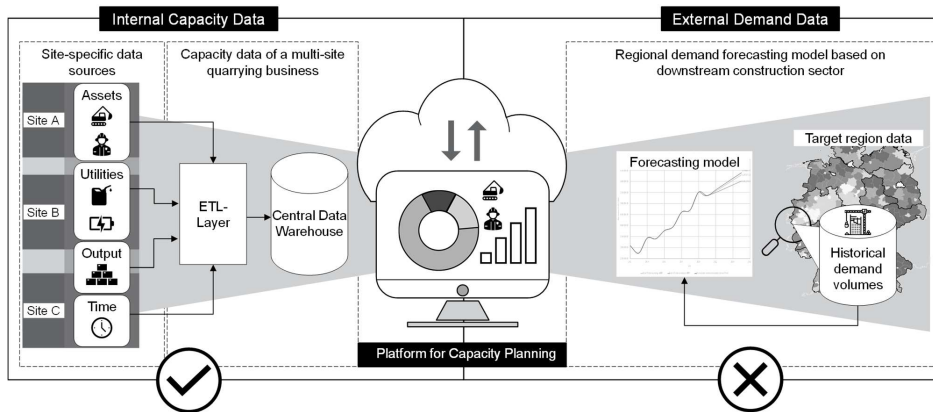 Internal Capacity Data
External Demand Data
Site-specific data
sources
Capacity data of a multi-site
quarrying business
Regional demand forecasting model based on
downstream construction sector
Site A
Site B
Site C
Assets
Utilities
Output
Time
ETL-
Layer
Central Data
Warehouse
Forecasting model
Target region data
Historical
demand
volumes
Platform for Capacity Planning